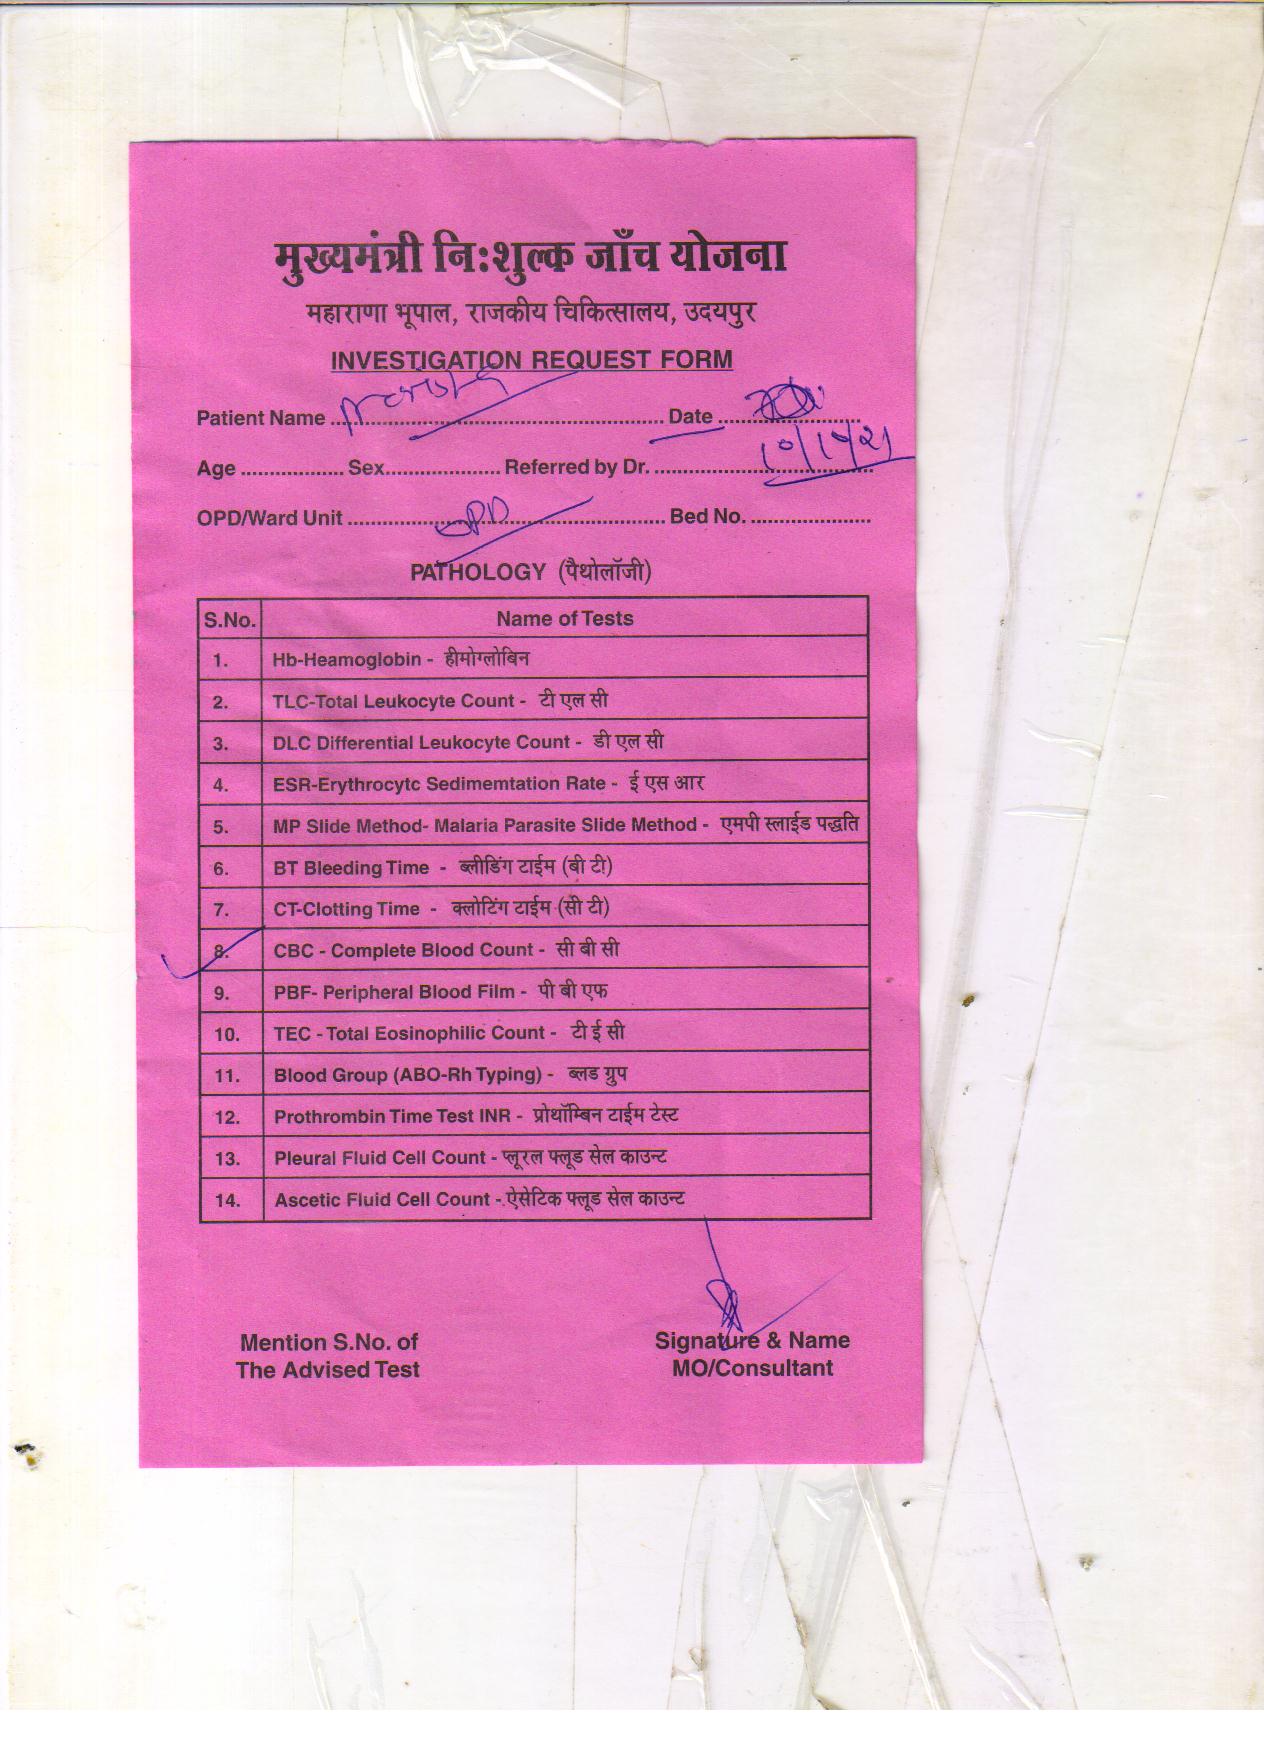 मुख्यमंत्री नि:शुल्क जाँच योजना
महाराणा भूपाल, राजकीय चिकित्सालय, उदयपुर
INVESTIGATION REQUEST FORM
Patient Name ........................ Date ............
Age ............ Sex............ Referred by Dr. ............
OPD/Ward Unit ............ OPD ............ Bed No. ............
PATHOLOGY (पैथोलॉजी)
S.No. Name of Tests
1. Hb-Heamoglobin - हीमोग्लोबिन
2. TLC-Total Leukocyte Count - टी एल सी
3. DLC Differential Leukocyte Count - डी एल सी
4. ESR-Erythrocytc Sedimemtation Rate - ई एस आर
5. MP Slide Method- Malaria Parasite Slide Method - एमपी स्लाईड पद्धति
6. BT Bleeding Time - ब्लीडिंग टाईम (बी टी)
7. CT-Clotting Time - क्लोटिंग टाईम (सी टी)
8. CBC - Complete Blood Count - सी बी सी
9. PBF- Peripheral Blood Film - पी बी एफ
10. TEC - Total Eosinophilic Count - टी ई सी
11. Blood Group (ABO-Rh Typing) - ब्लड ग्रुप
12. Prothrombin Time Test INR - प्रोथॉम्बिन टाईम टेस्ट
13. Pleural Fluid Cell Count - प्लूरल फ्लूड सेल काउन्ट
14. Ascetic Fluid Cell Count - ऐसेटिक फ्लूड सेल काउन्ट
Mention S.No. of Signature & Name
The Advised Test MO/Consultant